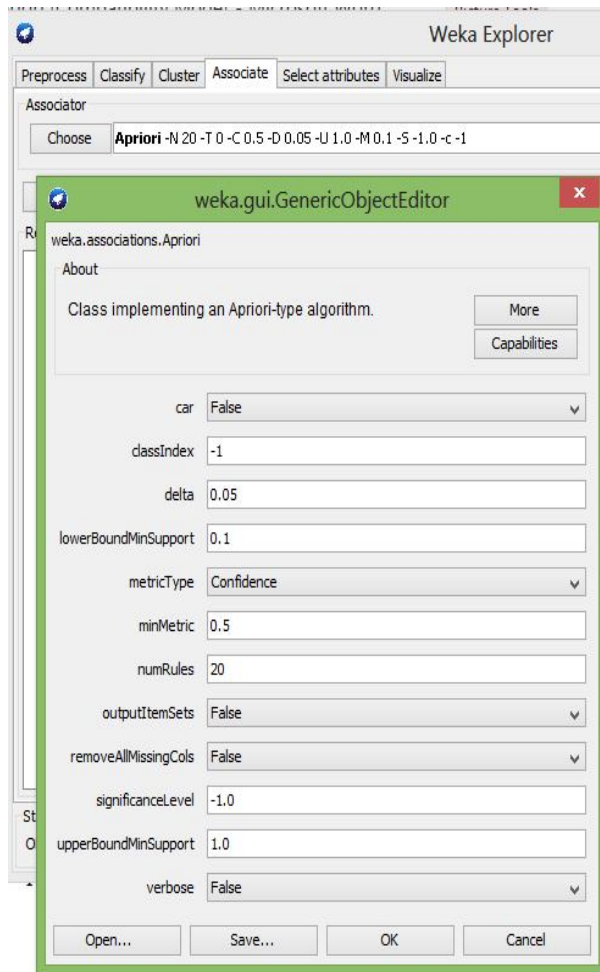 Weka Explorer
Preprocess Classify Cluster Associate Select attributes Visualize
Associator
Choose Apriori -N 20 -T 0 -C 0.5 -D 0.05 -U 1.0 -M 0.1 -S -1.0 -c -1
weka.gui.GenericObjectEditor x
weka.associations.Apriori
About
Class implementing an Apriori-type algorithm. More
Capabilities
car False
classIndex -1
delta 0.05
lowerBoundMinSupport 0.1
metricType Confidence
minMetric 0.5
numRules 20
outputItemSets False
removeAllMissingCols False
significanceLevel -1.0
upperBoundMinSupport 1.0
verbose False
Open... Save... OK Cancel